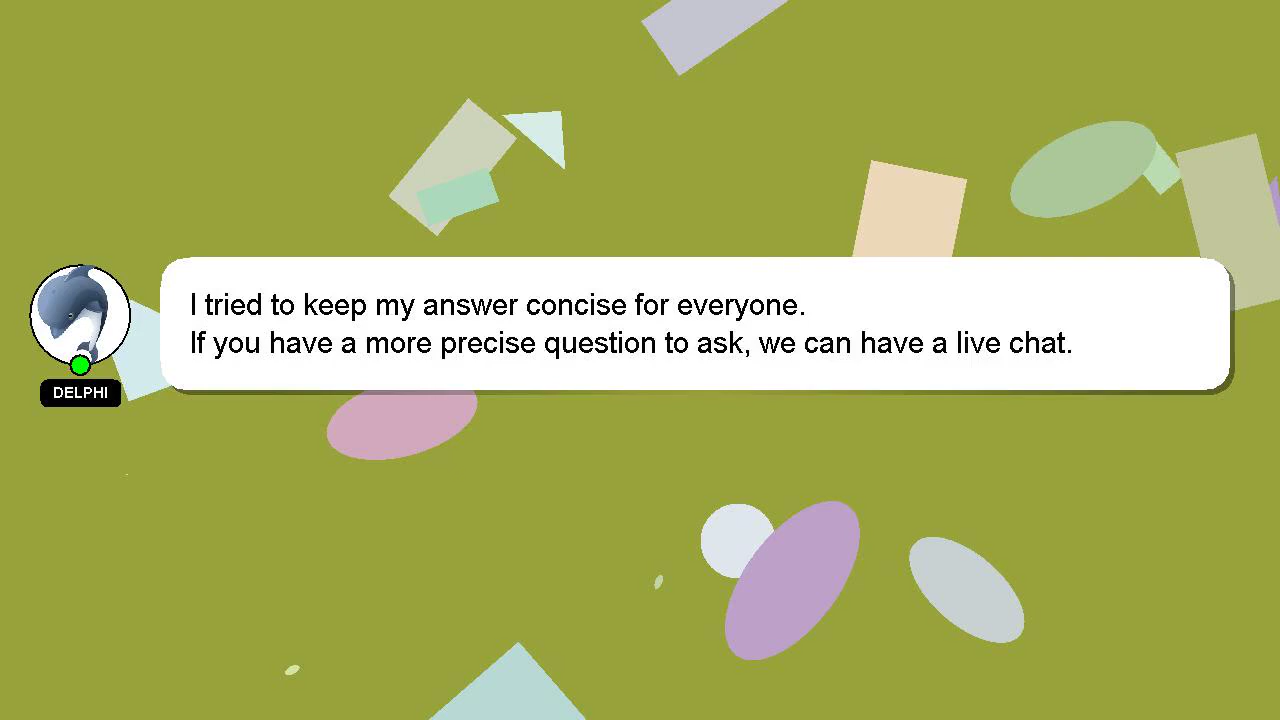 I tried to keep my answer concise for everyone.
If you have a more precise question to ask, we can have a live chat.
DELPHI